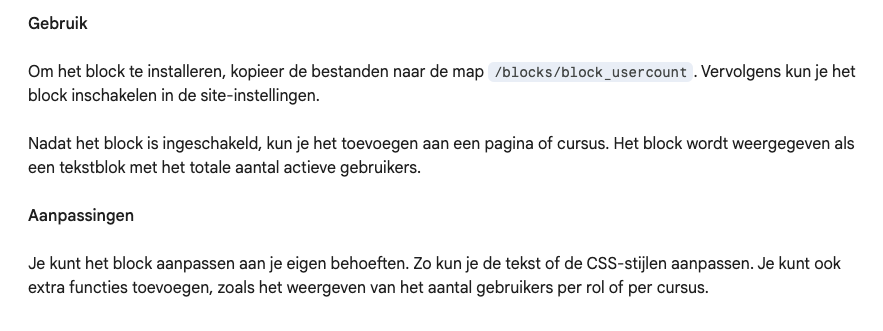 Gebruik
Om het block te installeren, kopieer de bestanden naar de map /blocks/block_usercount. Vervolgens kun je het
block inschakelen in de site-instellingen.
Nadat het block is ingeschakeld, kun je het toevoegen aan een pagina of cursus. Het block wordt weergegeven als
een tekstblok met het totale aantal actieve gebruikers.
Aanpassingen
Je kunt het block aanpassen aan je eigen behoeften. Zo kun je de tekst of de CSS-stijlen aanpassen. Je kunt ook
extra functies toevoegen, zoals het weergeven van het aantal gebruikers per rol of per cursus.